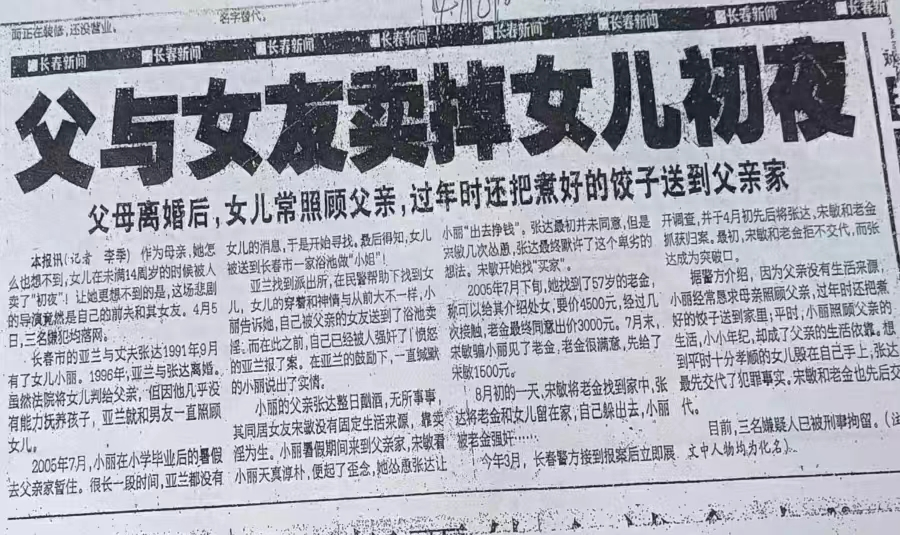 面正在装修,还没营业。
名字替代。
长春新闻 长春新闻 长春新闻 长春新闻 长春新闻 长春新闻 长春新闻 长春新
父与女友卖掉女儿初夜
父母离婚后,女儿常照顾父亲,过年时还把煮好的饺子送到父亲家
本报讯(记者 李季) 作为母亲,她怎
么也想不到,女儿在未满14周岁的时候被人
卖了“初夜”!让她更想不到的是,这场悲剧
的导演竟然是自己的前夫和其女友。4月5
日,三名嫌犯均落网。
长春市的亚兰与丈夫张达1991年9月
有了女儿小丽。1996年,亚兰与张达离婚。
虽然法院将女儿判给父亲,但因他几乎没
有能力抚养孩子,亚兰就和男友一直照顾
女儿。
2005年7月,小丽在小学毕业后的暑假
去父亲家暂住。很长一段时间,亚兰都没有
女儿的消息,于是开始寻找。最后得知,女儿
被送到长春市一家浴池做“小姐”!
亚兰找到派出所,在民警帮助下找到女
儿,女儿的穿着和神情与从前大不一样,小
丽告诉她,自己被父亲的女友送到了浴池卖
淫;而在此之前,自己已经被人强奸了!愤怒
的亚兰报了案。在亚兰的鼓励下,一直缄默
的小丽说出了实情。
小丽的父亲张达整日酗酒,无所事事,
其同居女友宋敏没有固定生活来源,靠卖
淫为生。小丽暑假期间来到父亲家,宋敏看
小丽天真淳朴,便起了歪念,她怂恿张达让
小丽“出去挣钱”。张达最初并未同意,但是
宋敏几次怂恿,张达最终默许了这个卑劣的
想法。宋敏开始找“买家”。
2005年7月下旬,她找到了57岁的老金,
称可以给其介绍处女,要价4500元,经过几
次接触,老金最终同意出价3000元。7月末,
宋敏骗小丽见了老金,老金很满意,先给了
宋敏1500元。
8月初的一天,宋敏将老金找到家中,张
达将老金和女儿留在家,自己躲出去,小丽
被老金强奸……
今年3月,长春警方接到报案后立即展
开调查,并于4月初先后将张达、宋敏和老金
抓获归案。最初,宋敏和老金拒不交代,而张
达成为突破口。
据警方介绍,因为父亲没有生活来源,
小丽经常恳求母亲照顾父亲,过年时还把煮
好的饺子送到家里;平时,小丽照顾父亲的
生活,小小年纪,却成了父亲的生活依靠。想
到平时十分孝顺的女儿毁在自己手上,张达
最先交代了犯罪事实。宋敏和老金也先后交
代。
目前,三名嫌疑人已被刑事拘留。(注
文中人物均为化名)